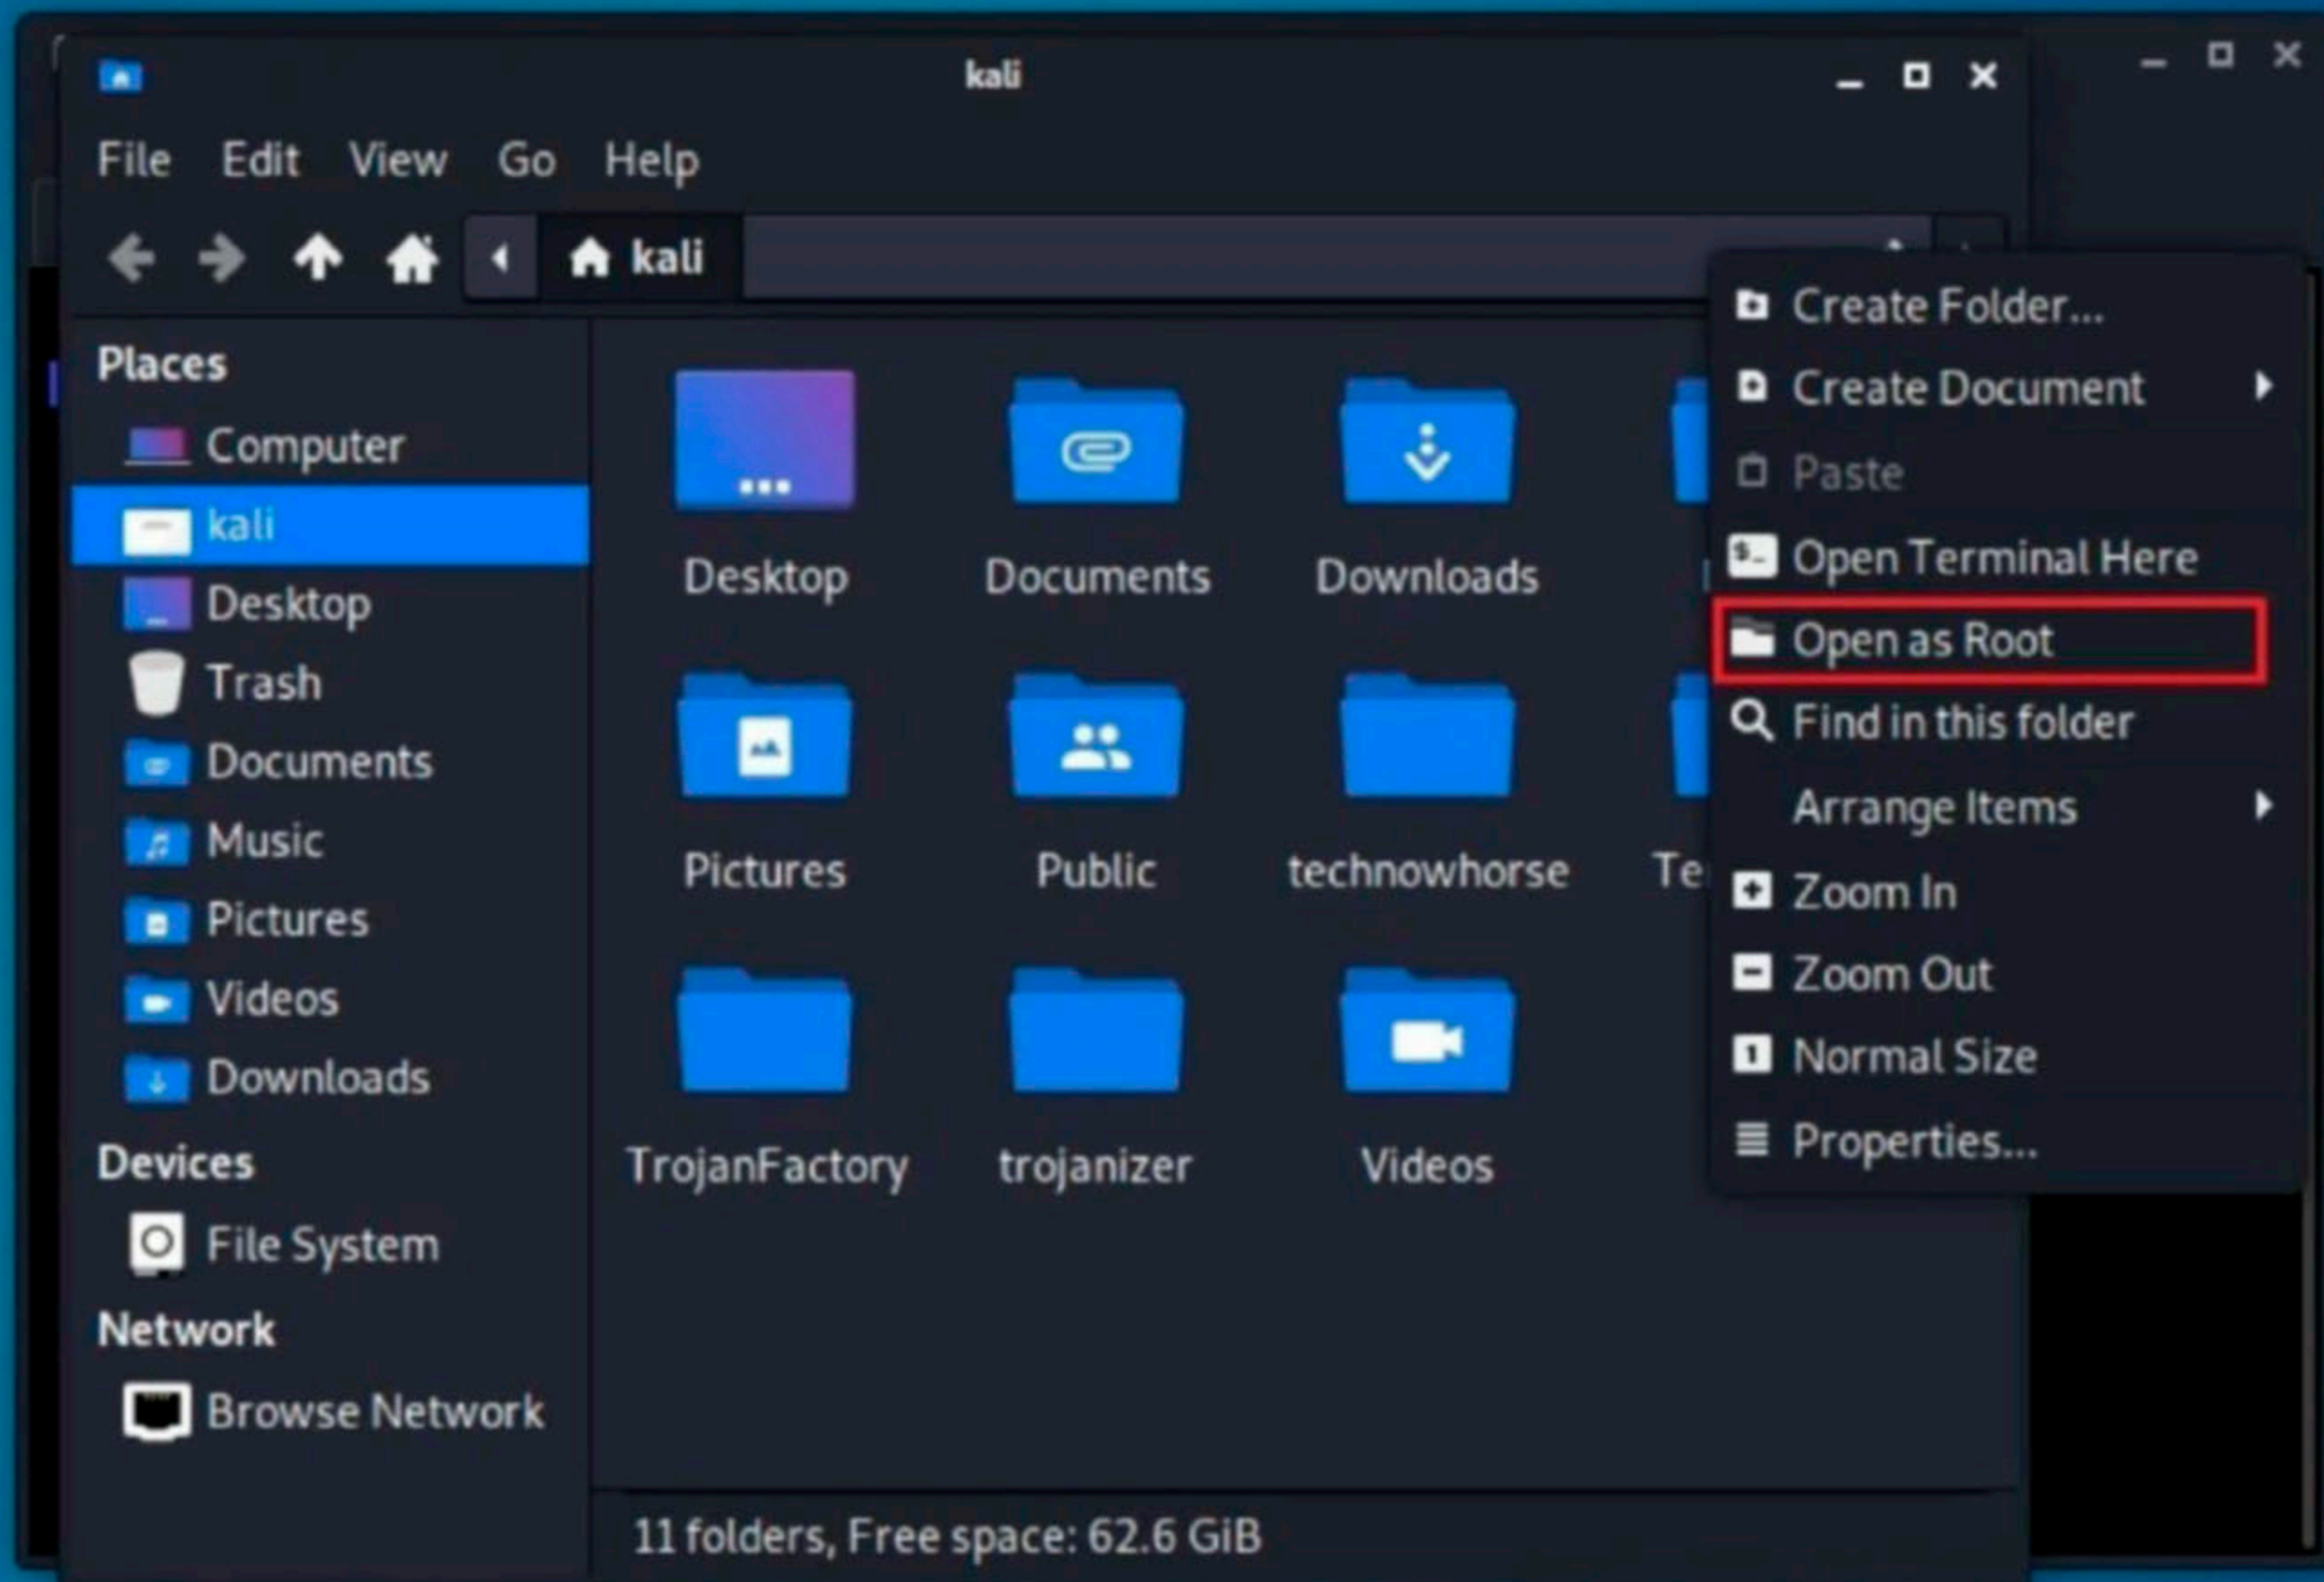 kali
File Edit View Go Help
kali
Places
Computer
kali
Desktop
Trash
Documents
Music
Pictures
Videos
Downloads
Devices
File System
Network
Browse Network
Desktop Documents Downloads
Pictures Public technowhorse
TrojanFactory trojanizer Videos
11 folders, Free space: 62.6 GiB
Create Folder...
Create Document
Paste
$_ Open Terminal Here
Open as Root
Find in this folder
Arrange Items
Zoom In
Zoom Out
1 Normal Size
Properties...